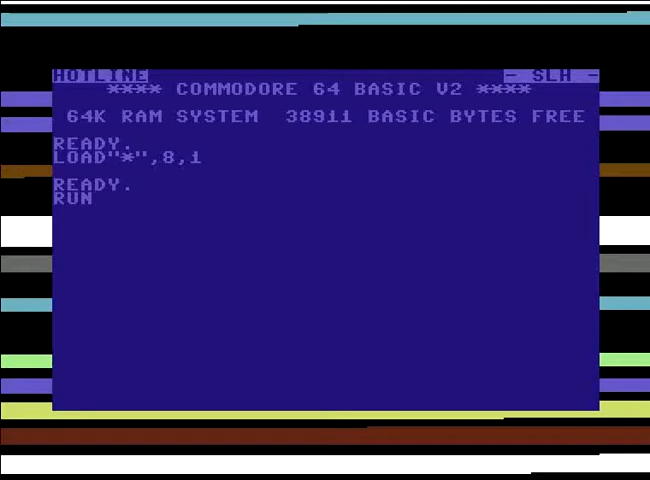 HOTLINE - SLH -
**** COMMODORE 64 BASIC V2 ****
64K RAM SYSTEM 38911 BASIC BYTES FREE
READY.
LOAD"*",8,1
READY.
RUN